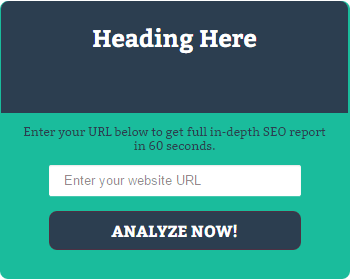 Heading Here
Enter your URL below to get full in-depth SEO report
in 60 seconds.
Enter your website URL
ANALYZE NOW!